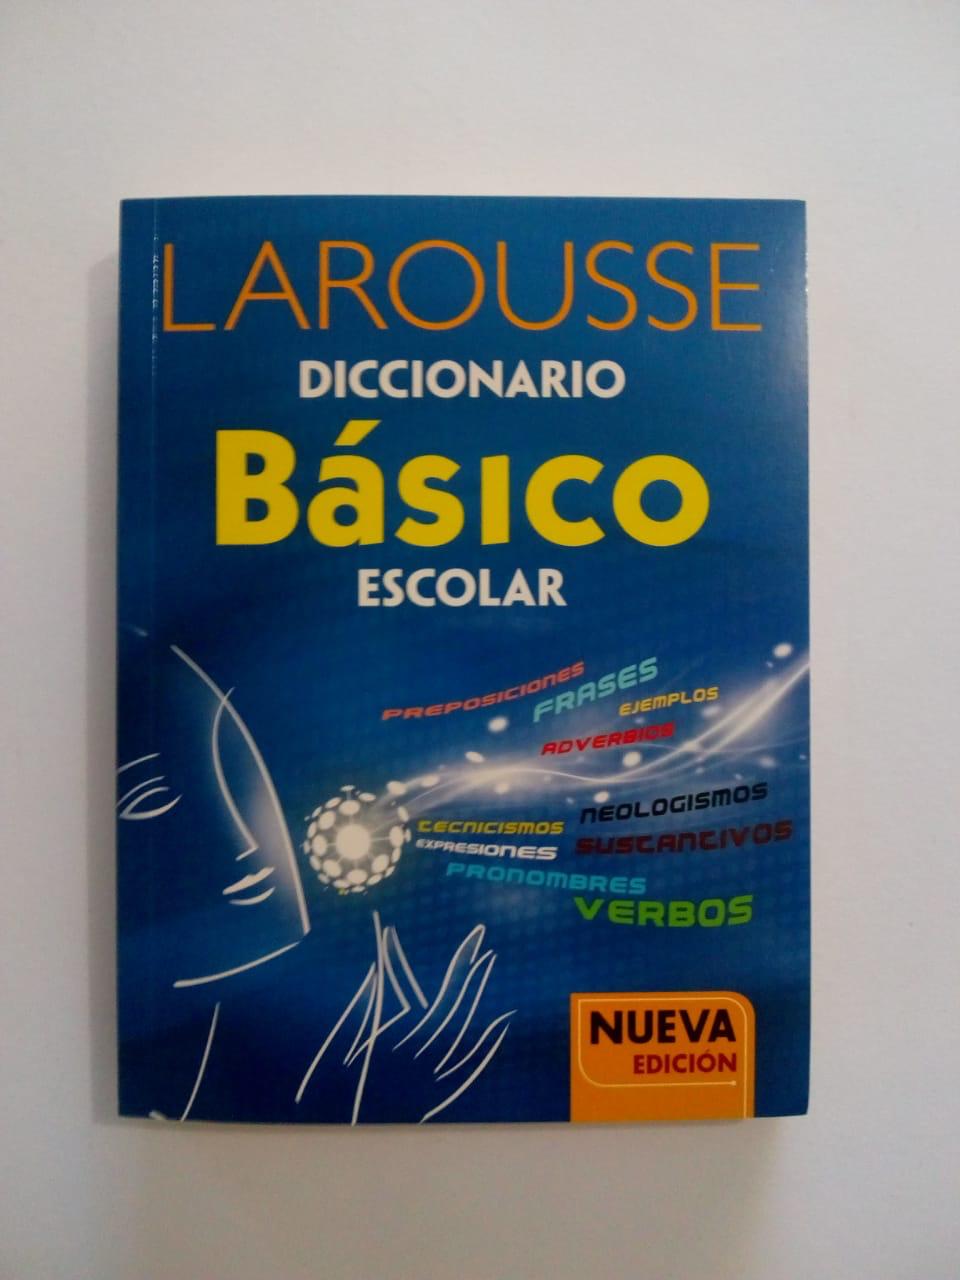 LAROUSSE
DICCIONARIO
Básico
ESCOLAR
PREPOSICIONES
FRASES
EJEMPLOS
ADVERBIOS
NEOLOGISMOS
TECNICISMOS
SUSTANTIVOS
EXPRESIONES
PRONOMBRES
VERBOS
NUEVA
EDICIÓN